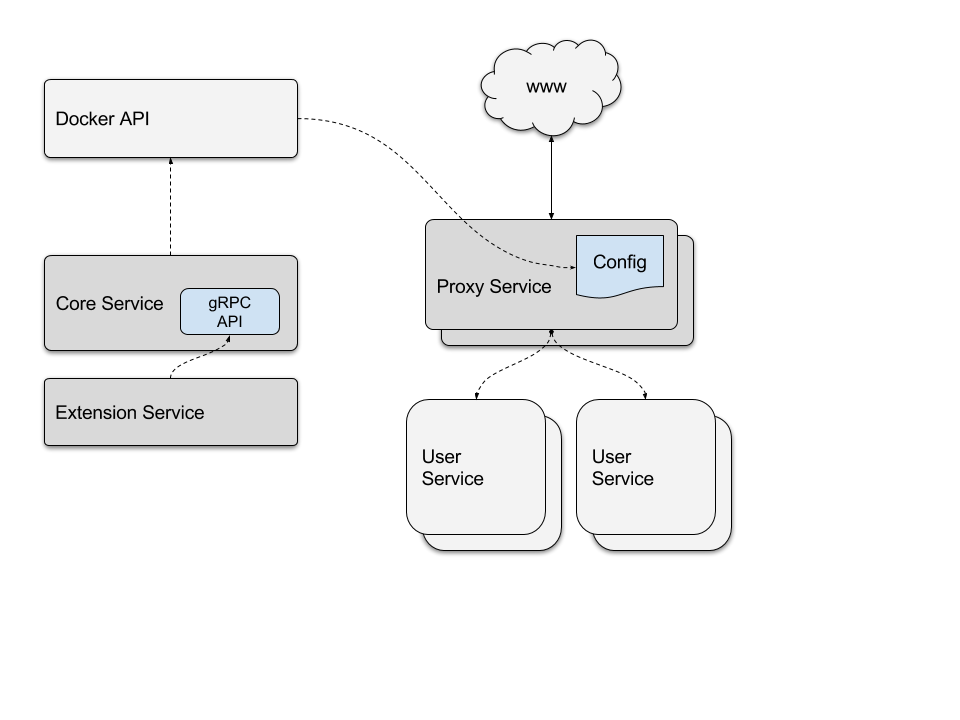 www
Docker API
Config
Proxy Service
Core Service
gRPC
API
Extension Service
User
Service
User
Service